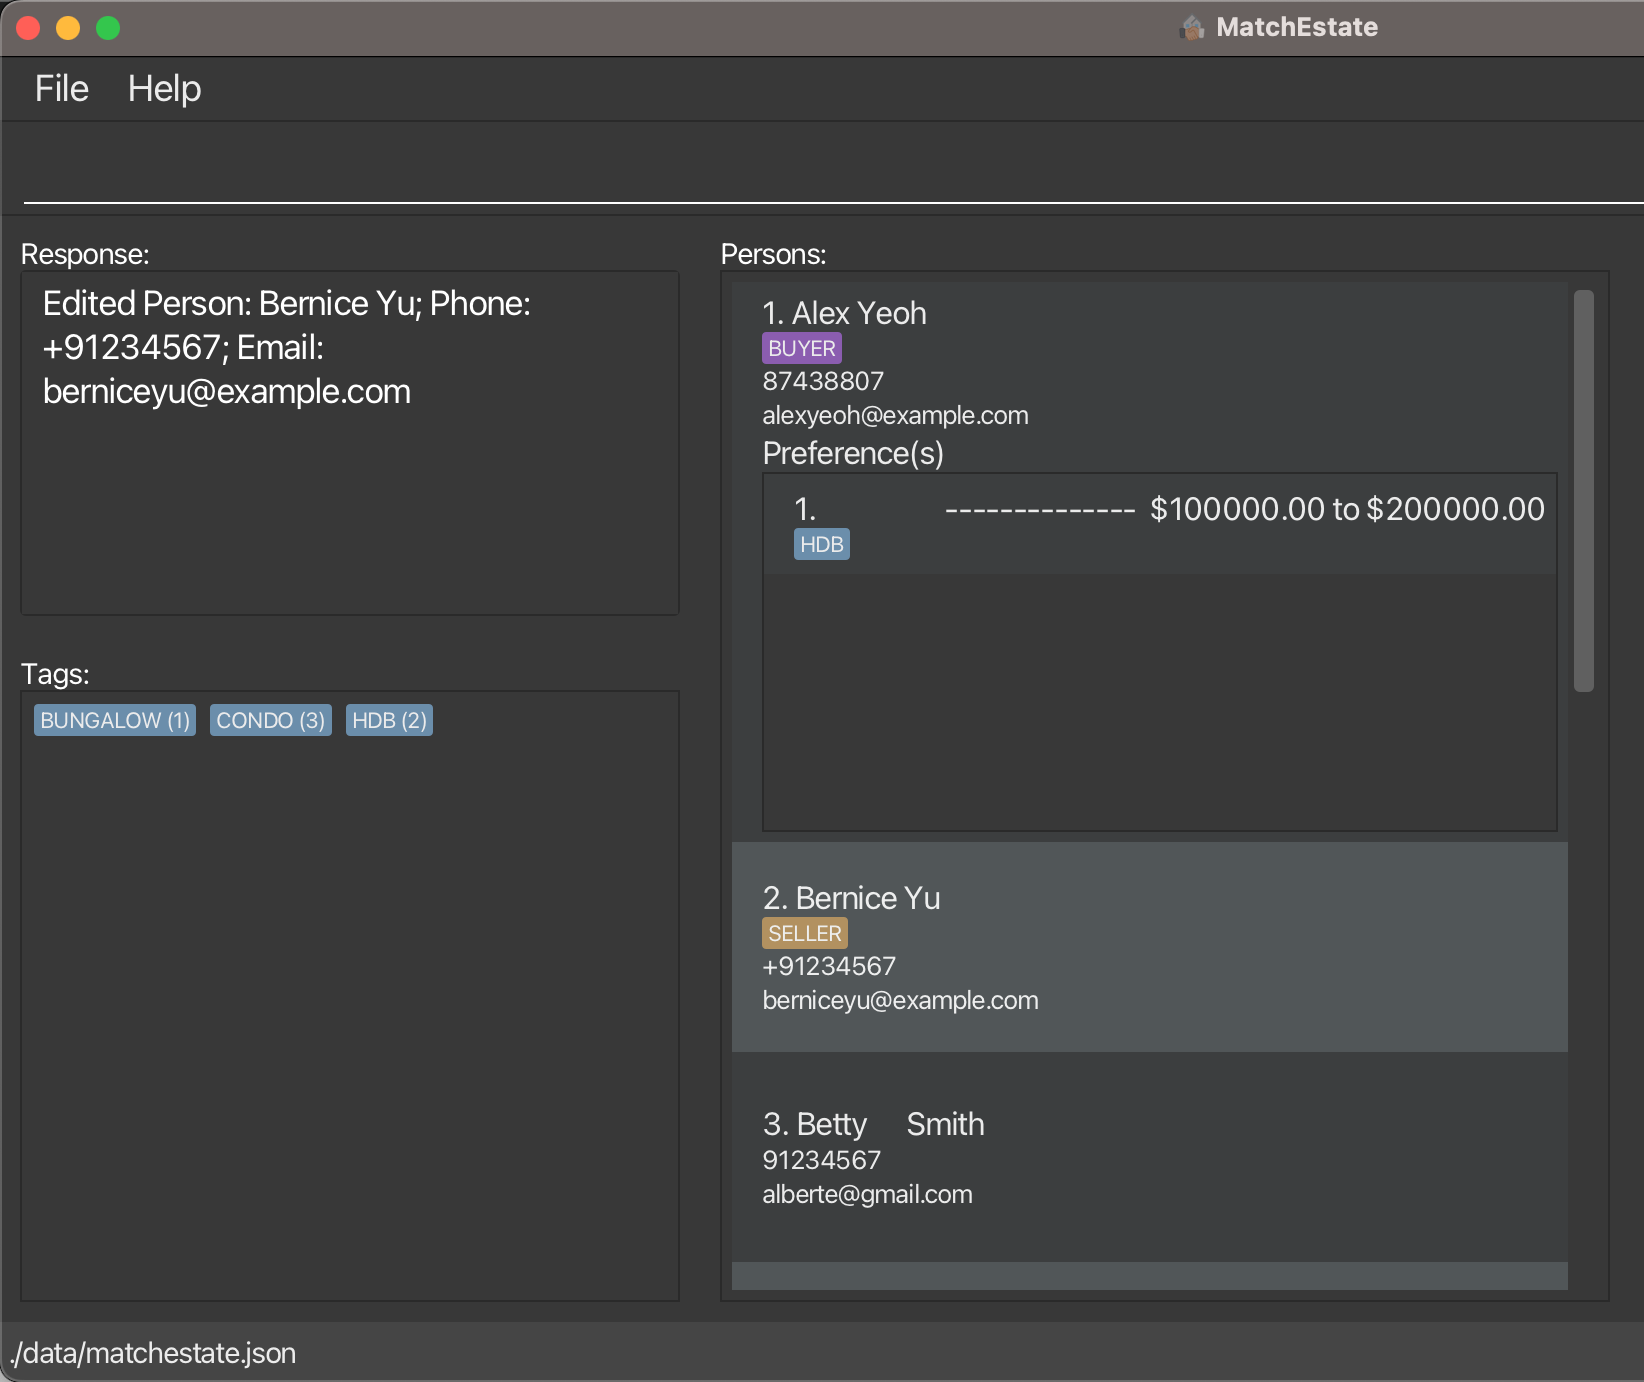 MatchEstate
File Help
Response:
Edited Person: Bernice Yu; Phone:
+91234567; Email:
berniceyu@example.com
Tags:
BUNGALOW (1) CONDO (3) HDB (2)
Persons:
1. Alex Yeoh
BUYER
87438807
alexyeoh@example.com
Preference(s)
1. -------------- $100000.00 to $200000.00
HDB
2. Bernice Yu
SELLER
+91234567
berniceyu@example.com
3. Betty    Smith
91234567
alberte@gmail.com
./data/matchestate.json